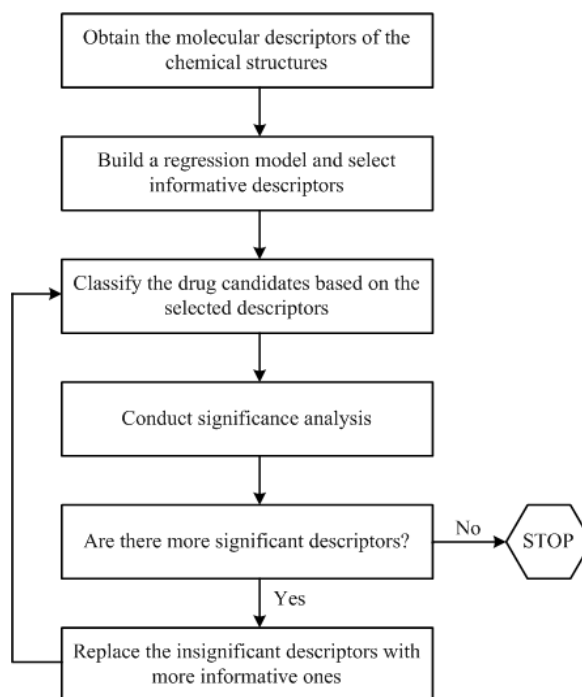 Obtain the molecular descriptors of the
chemical structures
Build a regression model and select
informative descriptors
Classify the drug candidates based on the
selected descriptors
Conduct significance analysis
Are there more significant descriptors?
No
STOP
Yes
Replace the insignificant descriptors with
more informative ones